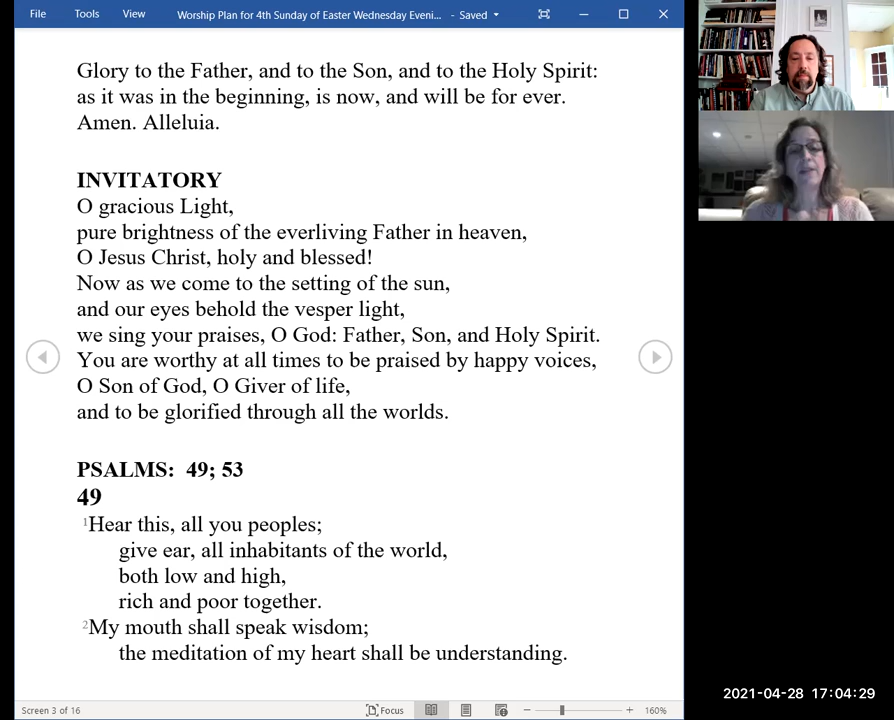 File Tools View Worship Plan for 4th Sunday of Easter Wednesday Eveni... - Saved
Glory to the Father, and to the Son, and to the Holy Spirit:
as it was in the beginning, is now, and will be for ever.
Amen. Alleluia.
INVITATORY
O gracious Light,
pure brightness of the everliving Father in heaven,
O Jesus Christ, holy and blessed!
Now as we come to the setting of the sun,
and our eyes behold the vesper light,
we sing your praises, O God: Father, Son, and Holy Spirit.
You are worthy at all times to be praised by happy voices,
O Son of God, O Giver of life,
and to be glorified through all the worlds.
PSALMS: 49; 53
49
1Hear this, all you peoples;
give ear, all inhabitants of the world,
both low and high,
rich and poor together.
2My mouth shall speak wisdom;
the meditation of my heart shall be understanding.
2021-04-28 17:04:29
Screen 3 of 16 Focus 160%